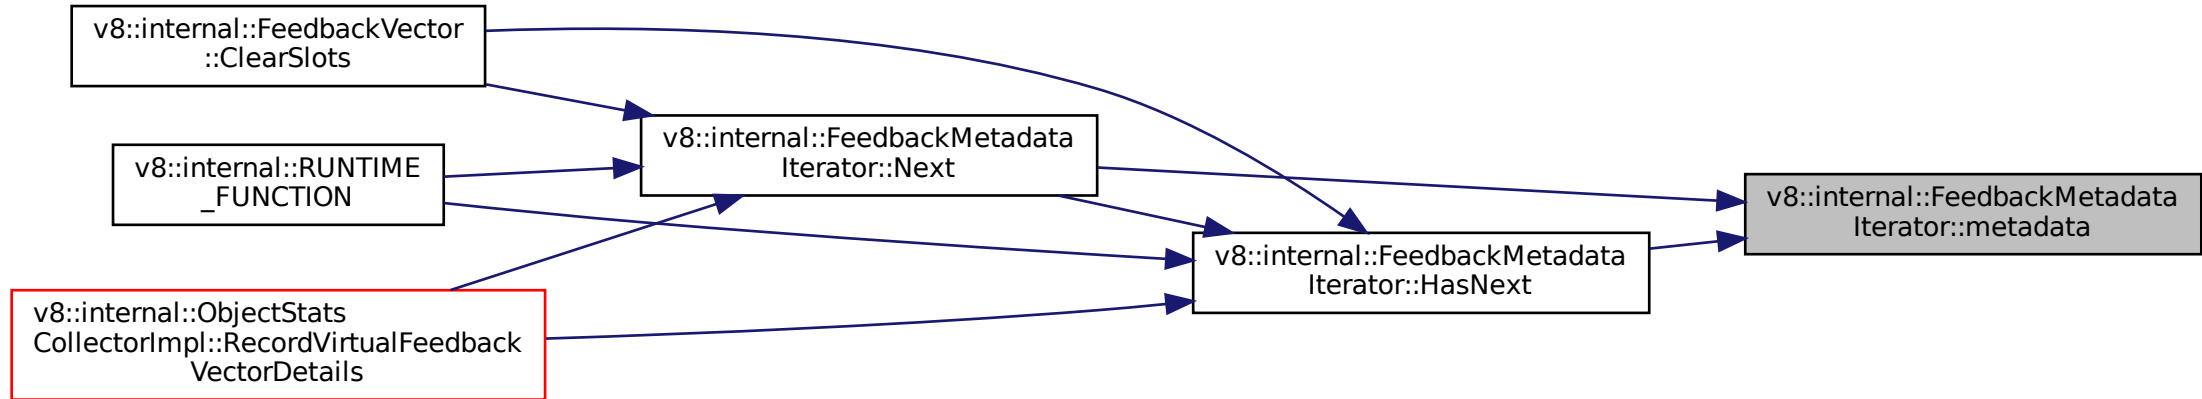 v8::internal::FeedbackVector
::ClearSlots
v8::internal::RUNTIME
_FUNCTION
v8::internal::ObjectStats
CollectorImpl::RecordVirtualFeedback
VectorDetails
v8::internal::FeedbackMetadata
Iterator::Next
v8::internal::FeedbackMetadata
Iterator::HasNext
v8::internal::FeedbackMetadata
Iterator::metadata